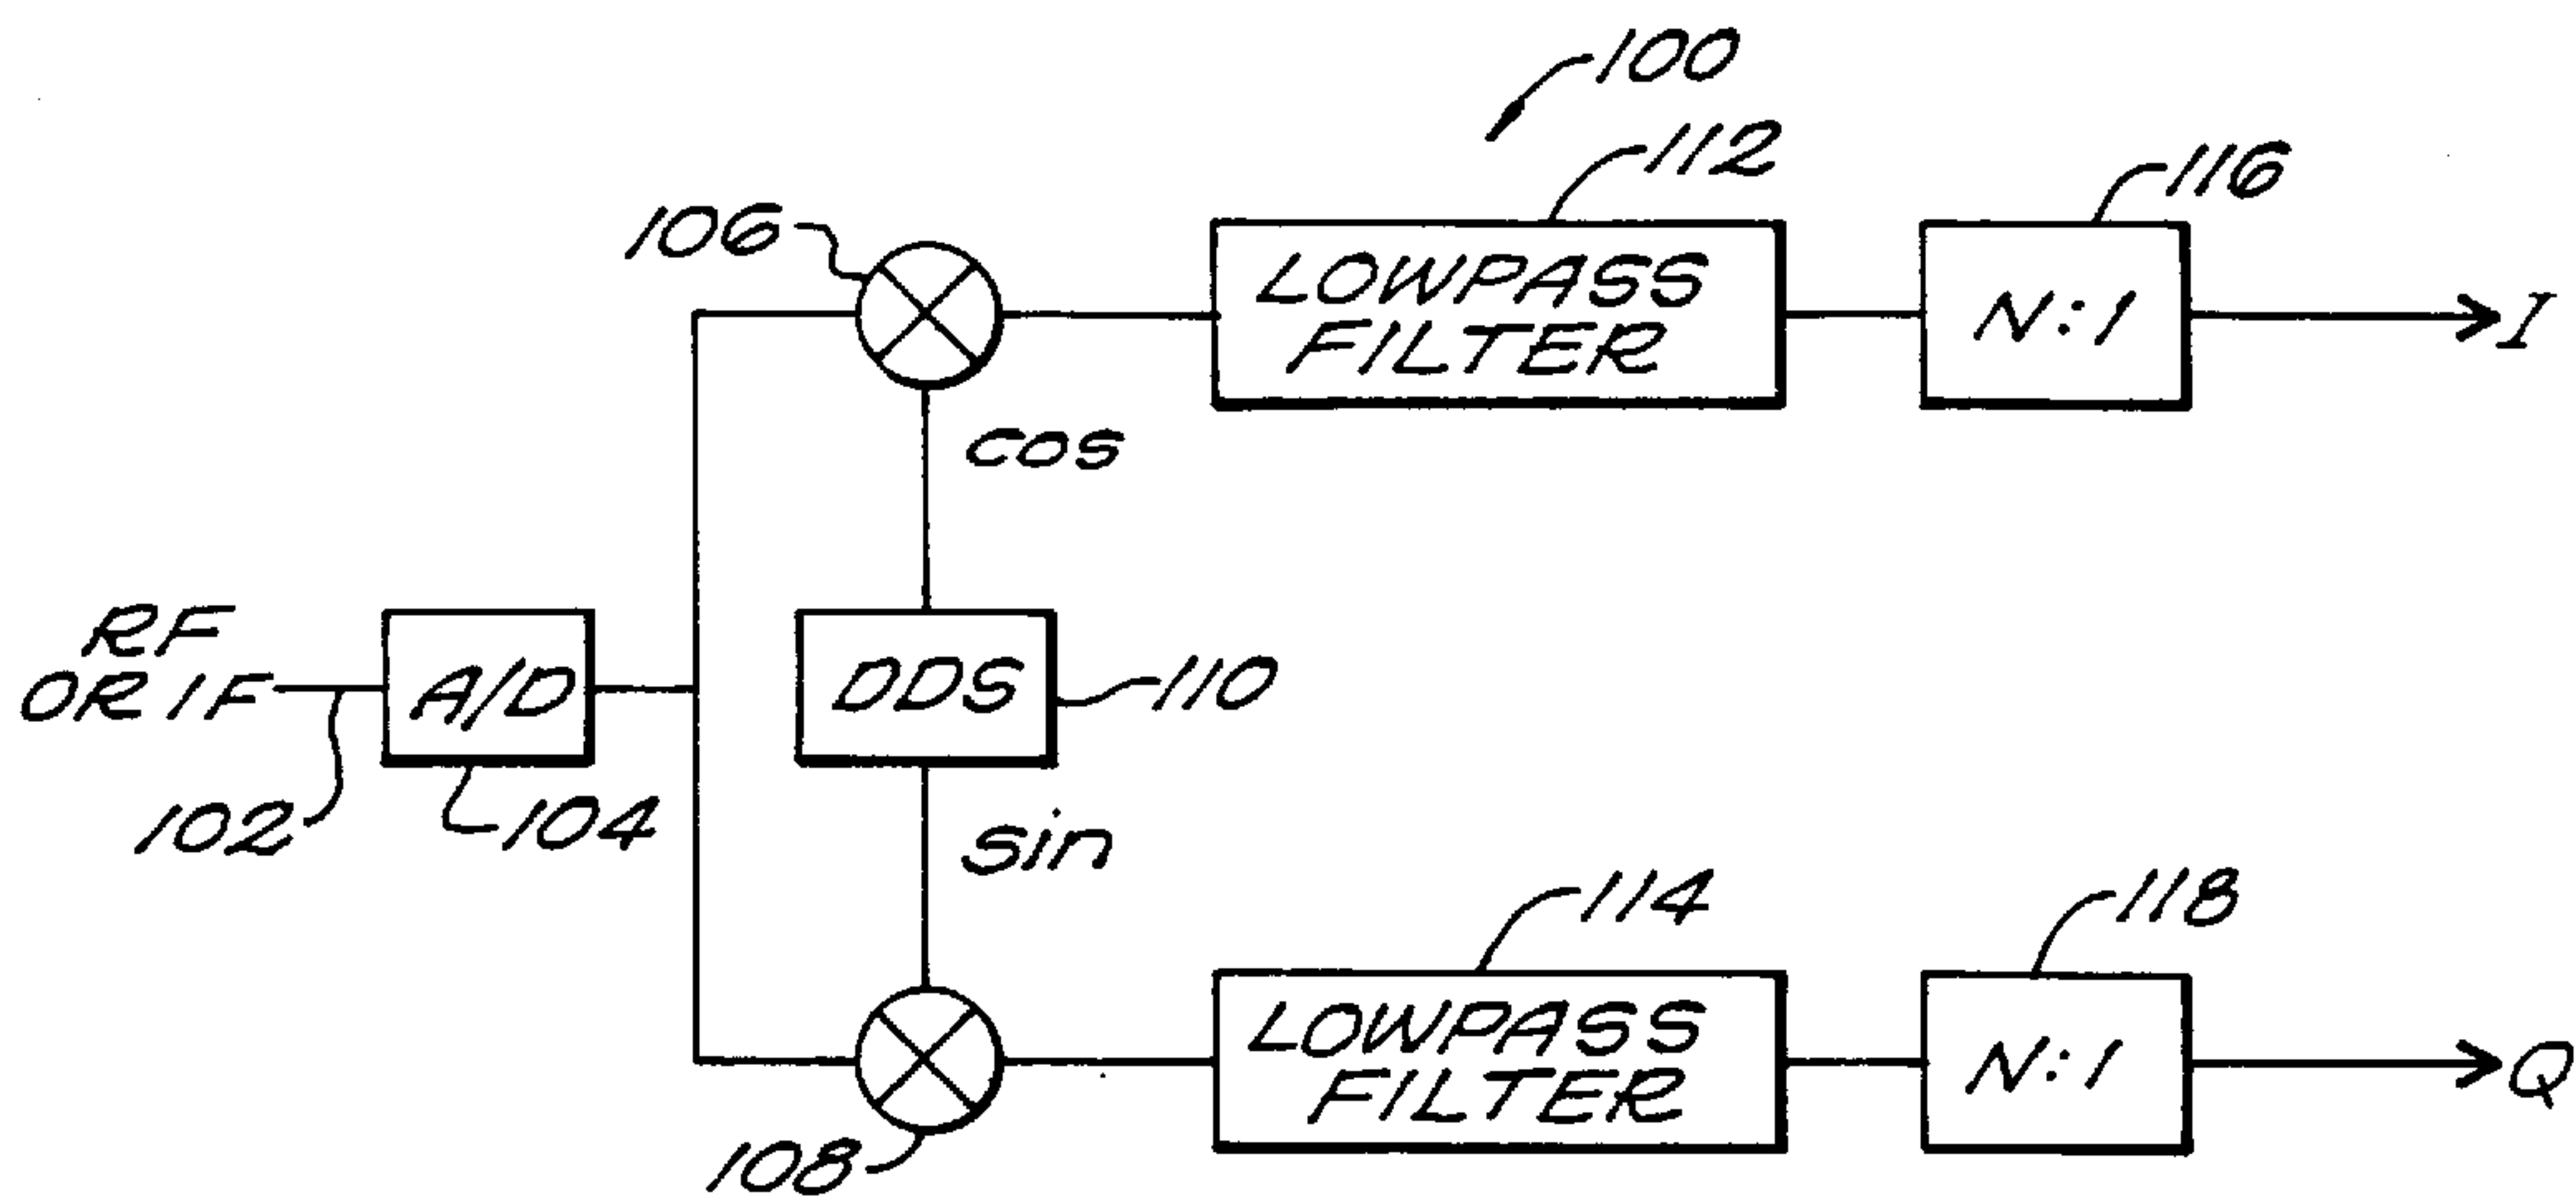 100
112
116
106
LOWPASS
FILTER
N:1
I
cos
RF
OR IF
A/D
DDS
110
102
104
sin
114
118
LOWPASS
FILTER
N:1
Q
108